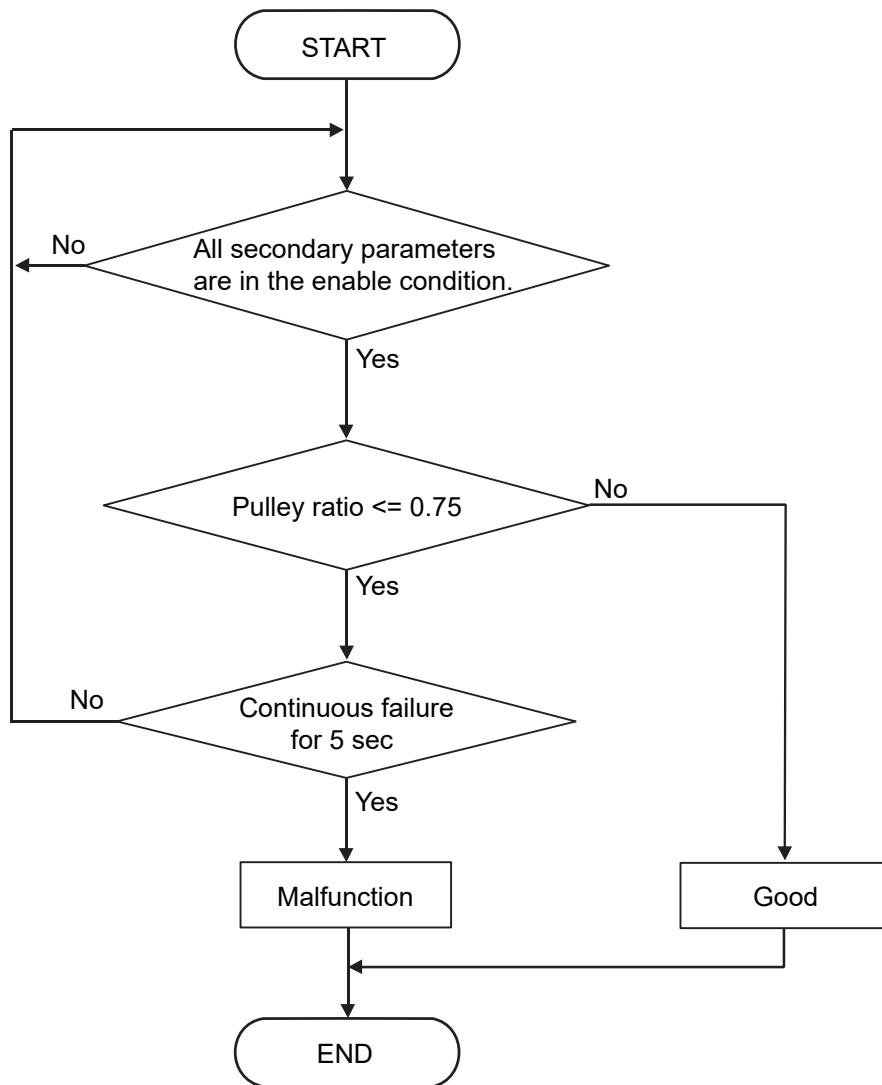 START
No
All secondary parameters
are in the enable condition.
Yes
Pulley ratio <= 0.75
No
Yes
No
Continuous failure
for 5 sec
Yes
Malfunction
Good
END